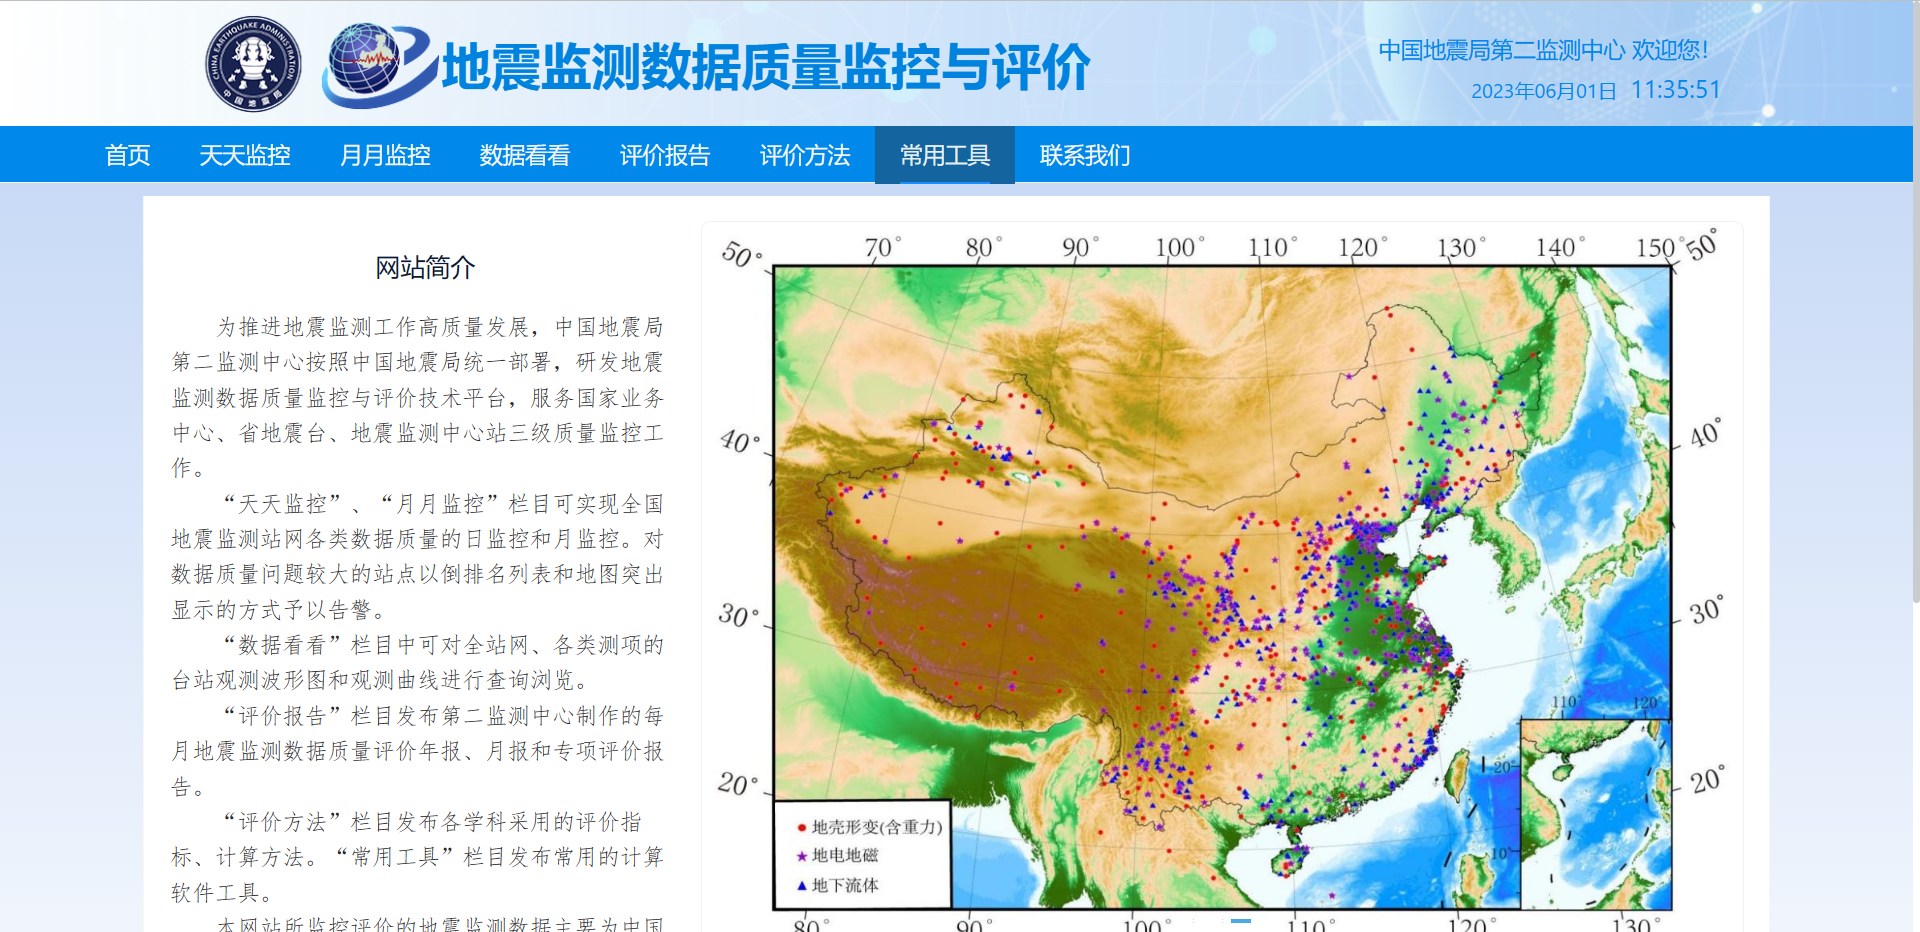 CHINA EARTHQUAKE ADMINISTRATION
中国地震局
地震监测数据质量监控与评价
中国地震局第二监测中心 欢迎您！
2023年06月01日 11:35:51
首页 天天监控 月月监控 数据看看 评价报告 评价方法 常用工具 联系我们
网站简介
为推进地震监测工作高质量发展，中国地震局
第二监测中心按照中国地震局统一部署，研发地震
监测数据质量监控与评价技术平台，服务国家业务
中心、省地震台、地震监测中心站三级质量监控工
作。
“天天监控”、“月月监控”栏目可实现全国
地震监测站网各类数据质量的日监控和月监控。对
数据质量问题较大的站点以倒排名列表和地图突出
显示的方式予以告警。
“数据看看”栏目中可对全站网、各类测项的
台站观测波形图和观测曲线进行查询浏览。
“评价报告”栏目发布第二监测中心制作的每
月地震监测数据质量评价年报、月报和专项评价报
告。
“评价方法”栏目发布各学科采用的评价指
标、计算方法。“常用工具”栏目发布常用的计算
软件工具。
本网站所监控评价的地震监测数据主要为中国
70° 80° 90° 100° 110° 120° 130° 140° 150°
50° 50°
40° 40°
30° 30°
110° 120°
20° 20° 20°
10°
地壳形变(含重力)
地电地磁
地下流体
80° 90° 100° 110° 120° 130°